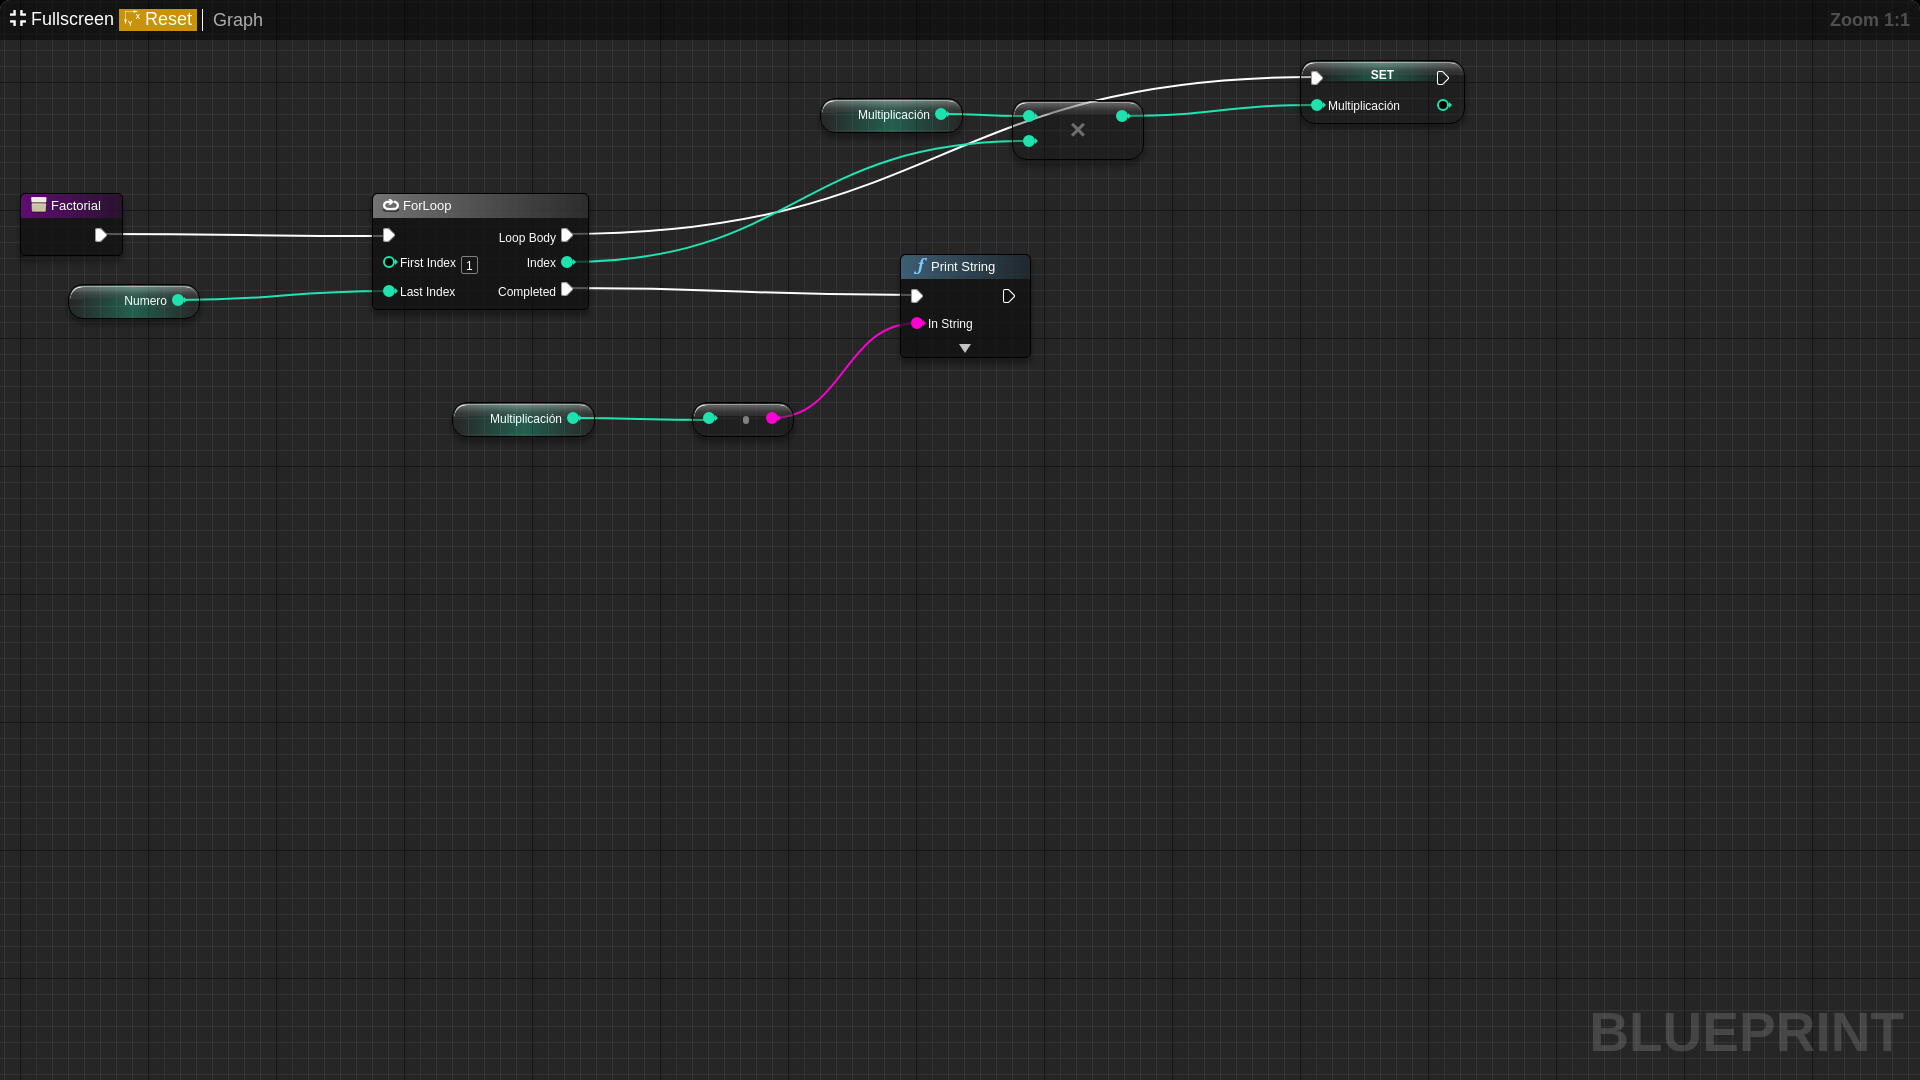 Fullscreen Reset Graph
Zoom 1:1
SET
Multiplicación
Multiplicación
×
Factorial
ForLoop
Loop Body
First Index 1
Index
Last Index
Completed
Numero
Print String
In String
Multiplicación
BLUEPRINT